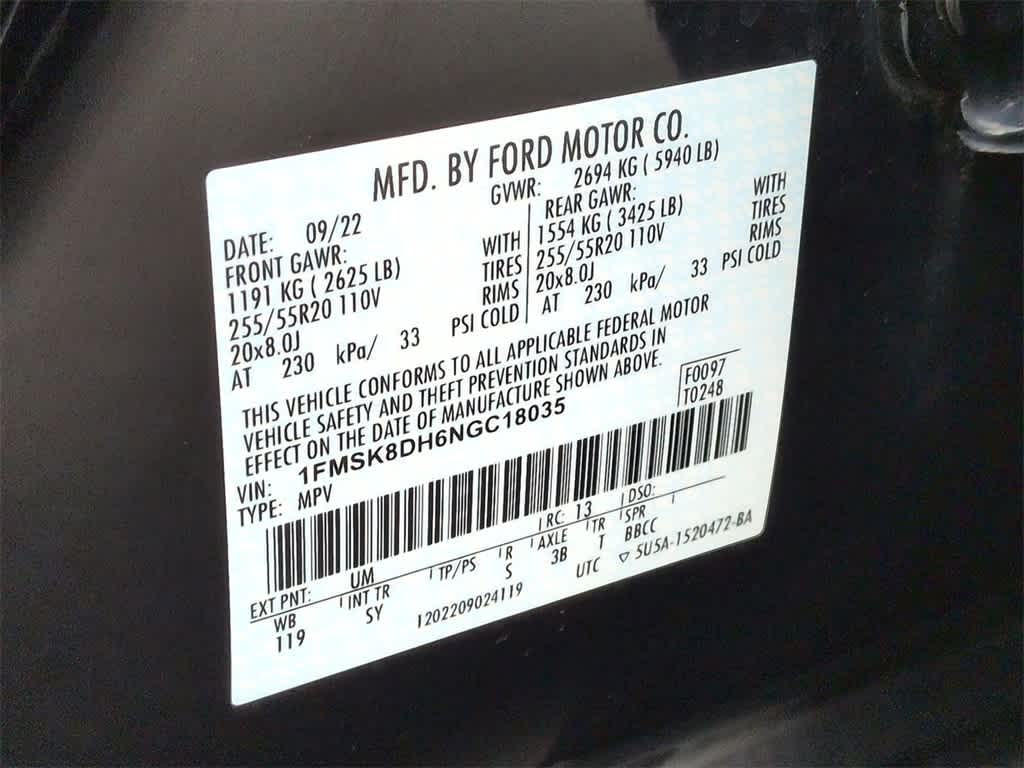 MFD. BY FORD MOTOR CO.
DATE: 09/22 GVWR: 2694 KG ( 5940 LB)
FRONT GAWR: REAR GAWR:
1191 KG ( 2625 LB) WITH 1554 KG ( 3425 LB) WITH
255/55R20 110V TIRES 255/55R20 110V TIRES
20x8.0J RIMS 20x8.0J RIMS
AT 230 kPa/ 33 PSI COLD AT 230 kPa/ 33 PSI COLD
THIS VEHICLE CONFORMS TO ALL APPLICABLE FEDERAL MOTOR
VEHICLE SAFETY AND THEFT PREVENTION STANDARDS IN
EFFECT ON THE DATE OF MANUFACTURE SHOWN ABOVE.
VIN: 1FMSK8DH6NGC18035 F0097
TYPE: MPV T0248
EXT PNT: UM RC: 13 DSO:
WB INT TR TP/PS R AXLE TR SPR
119 SY S 3B T BBCC
1202209024119 UTC ▽ 5U5A-1520472-BA